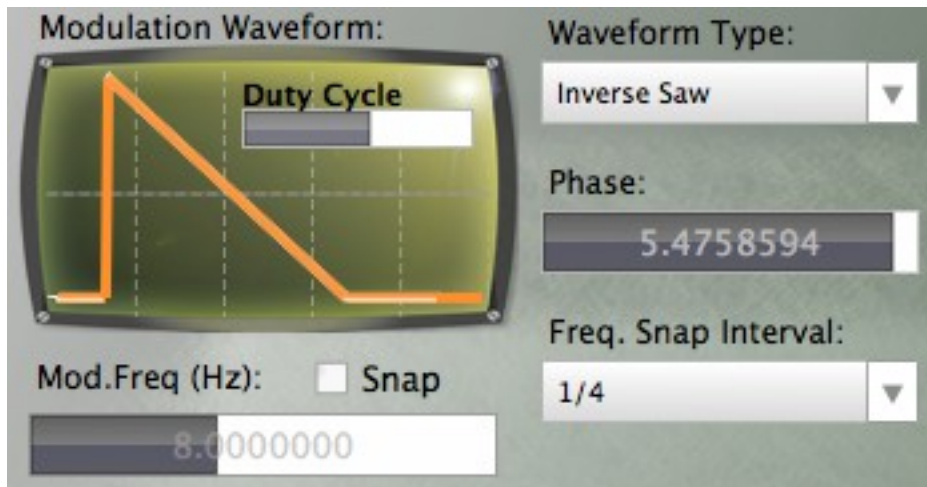 Modulation Waveform:
Duty Cycle
Mod.Freq (Hz):
Snap
8.0000000
Waveform Type:
Inverse Saw
Phase:
5.4758594
Freq. Snap Interval:
1/4